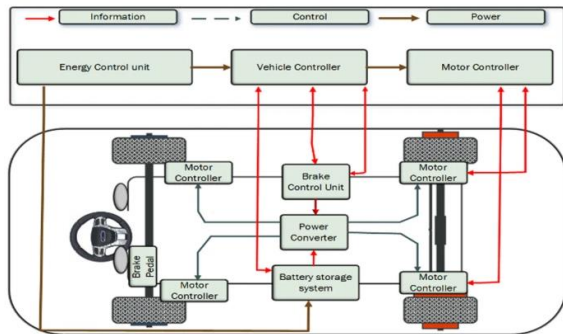 Information
Control
Power
Energy Control unit
Vehicle Controller
Motor Controller
Motor
Controller
Brake
Control Unit
Motor
Controller
Power
Converter
Brake
Pedal
Motor
Controller
Battery storage
system
Motor
Controller